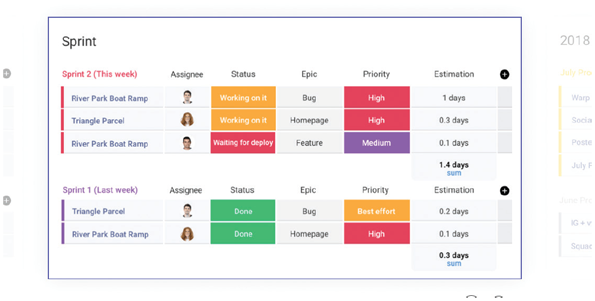 Sprint
Sprint 2 (This week) Assignee Status Epic Priority Estimation
River Park Boat Ramp Working on it Bug High 1 days
Triangle Parcel Working on it Homepage High 0.3 days
River Park Boat Ramp Waiting for deploy Feature Medium 0.1 days
1.4 days
sum
Sprint 1 (Last week) Assignee Status Epic Priority Estimation
Triangle Parcel Done Bug Best effort 0.2 days
River Park Boat Ramp Done Homepage High 0.1 days
0.3 days
sum
2018
July
Warp
Socia
Poste
July F
IG + v
Squad